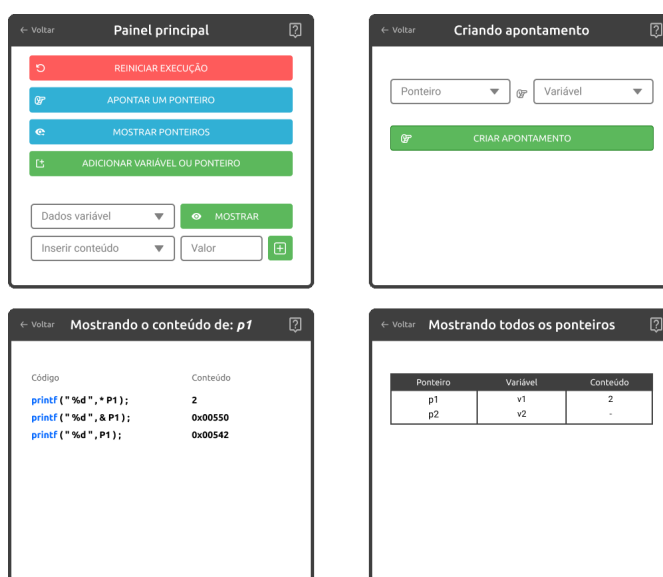 ← Voltar Painel principal ?
REINICIAR EXECUÇÃO
APONTAR UM PONTEIRO
MOSTRAR PONTEIROS
ADICIONAR VARIÁVEL OU PONTEIRO
Dados variável MOSTRAR
Inserir conteúdo Valor
← Voltar Criando apontamento ?
Ponteiro Variável
CRIAR APONTAMENTO
← Voltar Mostrando o conteúdo de: p1 ?
Código Conteúdo
printf ( " %d " , * P1 ) ; 2
printf ( " %d " , & P1 ) ; 0x00550
printf ( " %d " , P1 ) ; 0x00542
← Voltar Mostrando todos os ponteiros ?
Ponteiro Variável Conteúdo
p1 v1 2
p2 v2 -